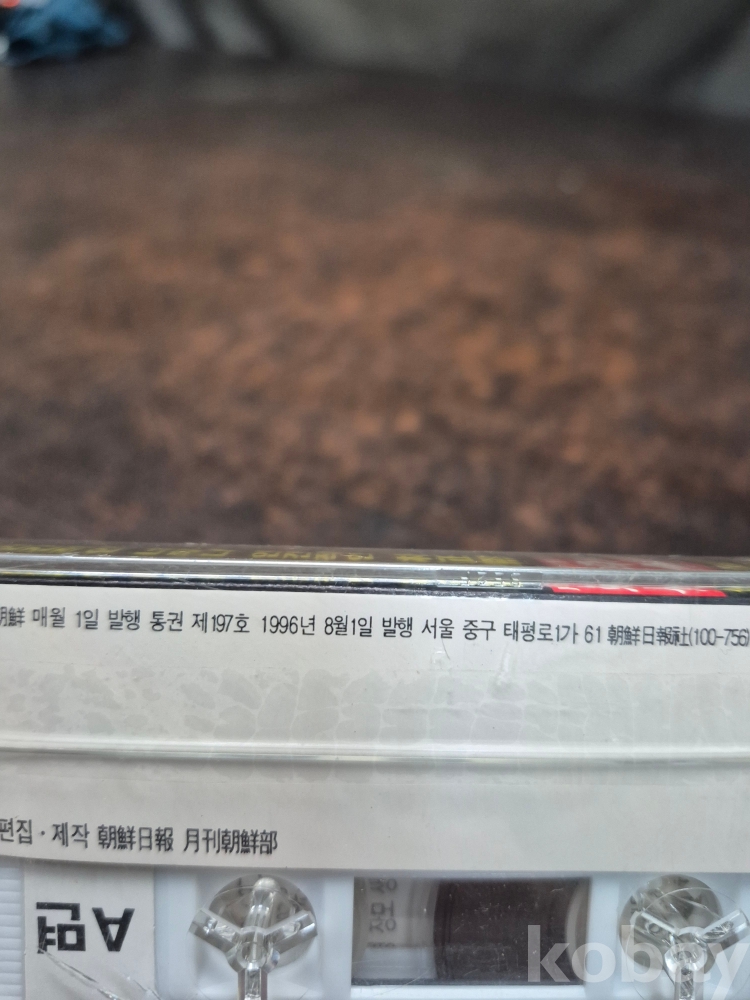 朝鮮 매월 1일 발행 통권 제197호 1996년 8월1일 발행 서울 중구 태평로1가 61 朝鮮日報社(100-756)
편집·제작 朝鮮日報 月刊朝鮮部
A면
kobay